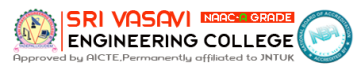 SRI VASAVI NAAC-A GRADE
ENGINEERING COLLEGE
Approved by AICTE, Permanently affiliated to JNTUK